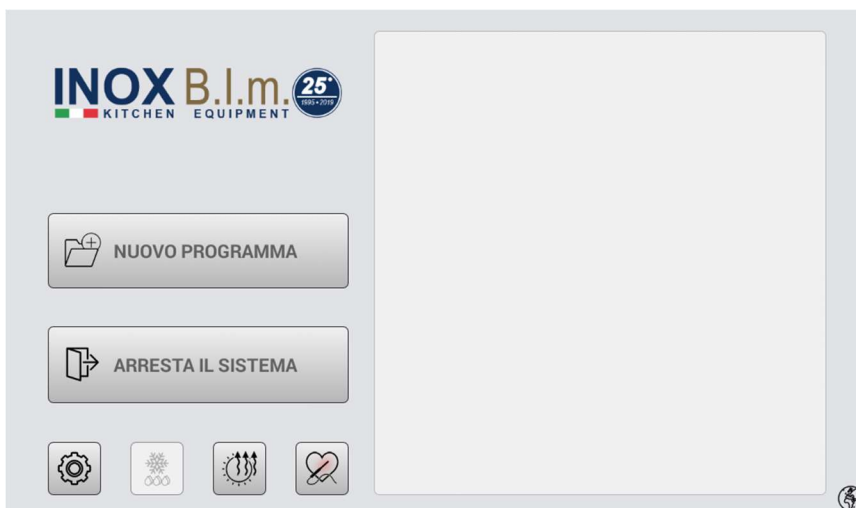 INOX B.I.m. 25°
1995•2019
KITCHEN EQUIPMENT
NUOVO PROGRAMMA
ARRESTA IL SISTEMA